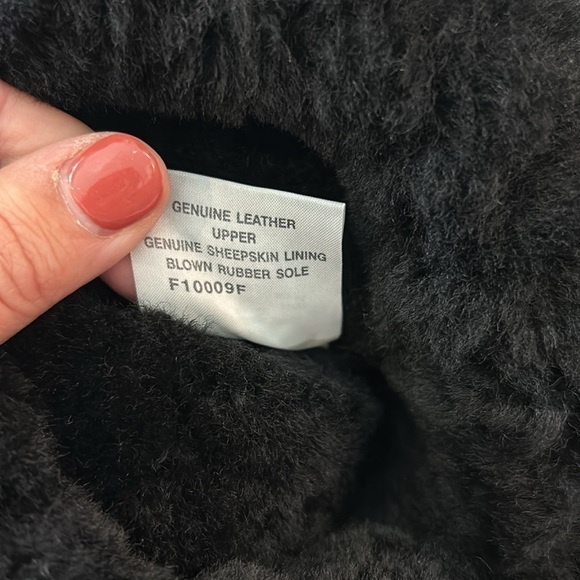 GENUINE LEATHER
UPPER
GENUINE SHEEPSKIN LINING
BLOWN RUBBER SOLE
F10009F